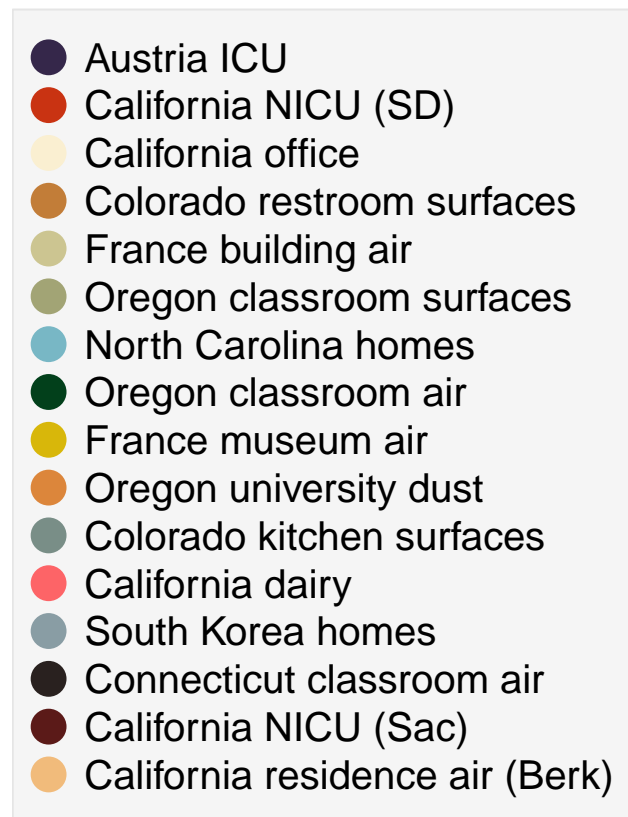 Austria ICU
California NICU (SD)
California office
Colorado restroom surfaces
France building air
Oregon classroom surfaces
North Carolina homes
Oregon classroom air
France museum air
Oregon university dust
Colorado kitchen surfaces
California dairy
South Korea homes
Connecticut classroom air
California NICU (Sac)
California residence air (Berk)